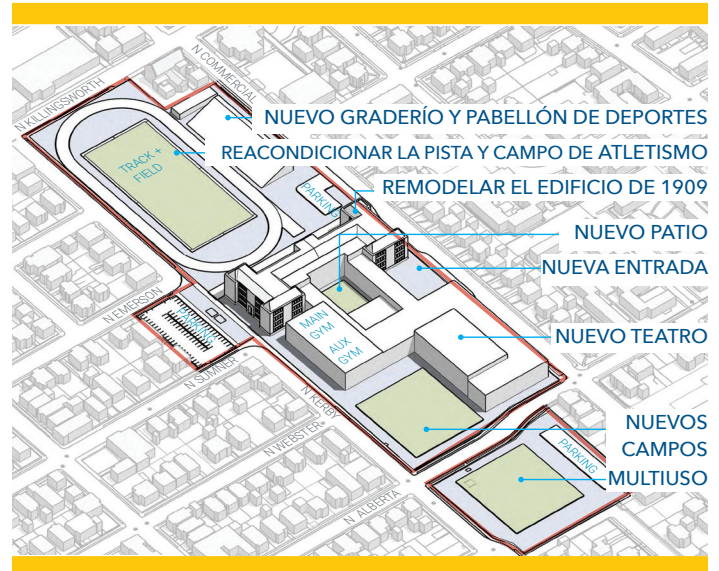 N COMMERCIAL
N KILLINGSWORTH
NUEVO GRADERÍO Y PABELLÓN DE DEPORTES
REACONDICIONAR LA PISTA Y CAMPO DE ATLETISMO
TRACK +
FIELD
PARKING
REMODELAR EL EDIFICIO DE 1909
NUEVO PATIO
NUEVA ENTRADA
N EMERSON
PARKING
MAIN
GYM
AUX
GYM
NUEVO TEATRO
N SUMNER
N KERBY
N WEBSTER
N ALBERTA
NUEVOS
CAMPOS
MULTIUSO
PARKING